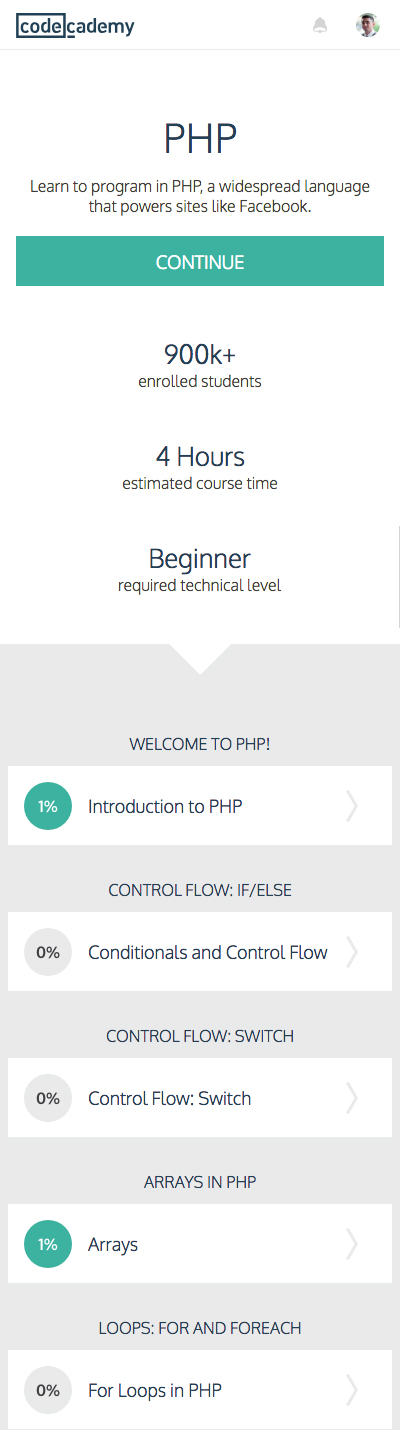 codecademy
PHP
Learn to program in PHP, a widespread language
that powers sites like Facebook.
CONTINUE
900k+
enrolled students
4 Hours
estimated course time
Beginner
required technical level
WELCOME TO PHP!
1% Introduction to PHP
CONTROL FLOW: IF/ELSE
0% Conditionals and Control Flow
CONTROL FLOW: SWITCH
0% Control Flow: Switch
ARRAYS IN PHP
1% Arrays
LOOPS: FOR AND FOREACH
0% For Loops in PHP